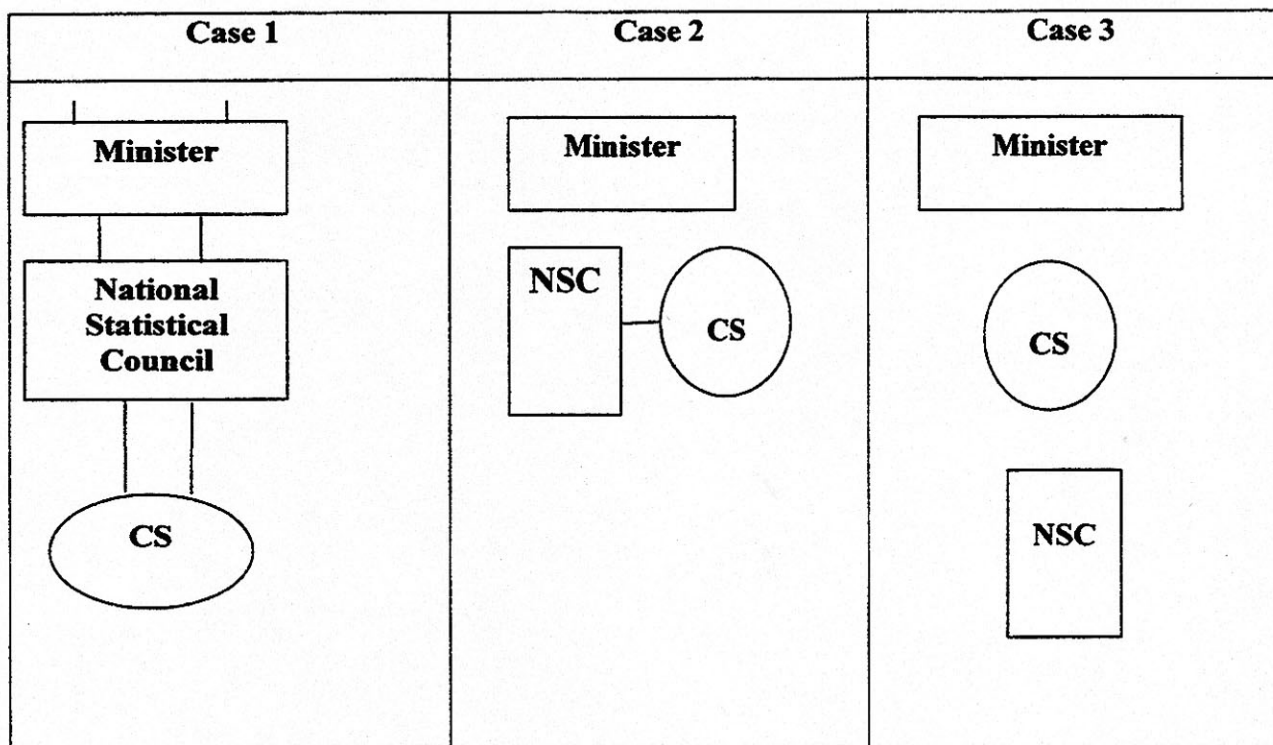 Case 1
Case 2
Case 3
Minister
National
Statistical
Council
CS
Minister
NSC
CS
Minister
CS
NSC